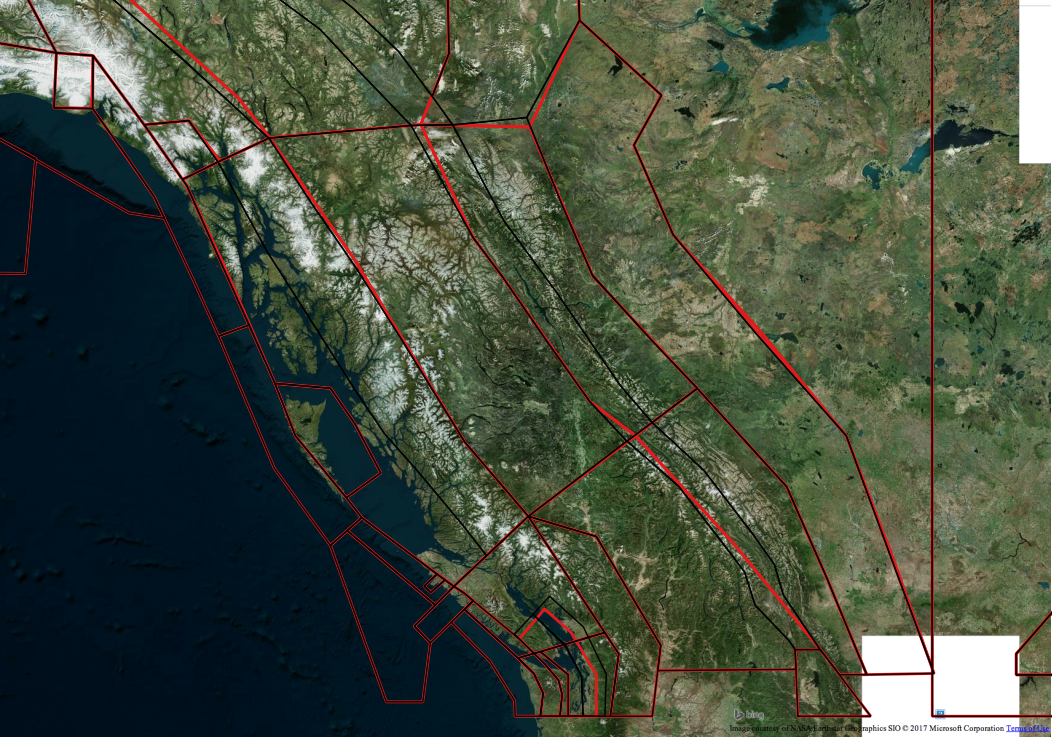 bing
Image courtesy of NASA Earthstar Geographics SIO © 2017 Microsoft Corporation Terms of Use